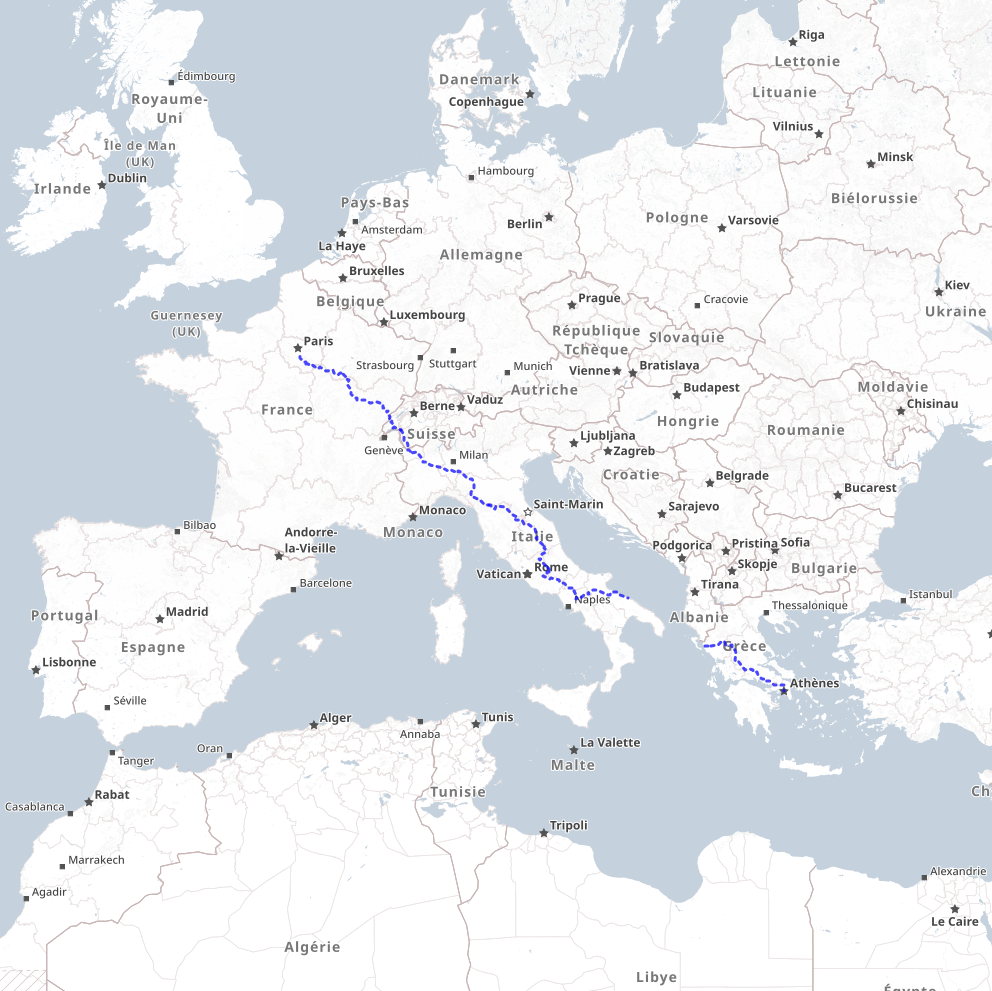 Riga
Lettonie
Édimbourg
Danemark
Copenhague
Royaume-
Uni
Lituanie
Vilnius
Île de Man
(UK)
Minsk
Irlande
Dublin
Hambourg
Biélorussie
Pays-Bas
Amsterdam
La Haye
Berlin
Pologne
Varsovie
Allemagne
Bruxelles
Belgique
Kiev
Ukraine
Guernesey
(UK)
Luxembourg
Prague
Cracovie
République
Tchèque
Slovaquie
Paris
Strasbourg
Stuttgart
Munich
Vienne
Bratislava
Autriche
Budapest
Moldavie
Chisinau
France
Berne
Vaduz
Suisse
Genève
Hongrie
Roumanie
Ljubljana
Zagreb
Milan
Croatie
Belgrade
Bucarest
Monaco
Monaco
Saint-Marin
Sarajevo
Italie
Bilbao
Andorre-
la-Vieille
Podgorica
Pristina
Sofia
Skopje
Bulgarie
Vatican
Rome
Barcelone
Tirana
Istanbul
Portugal
Madrid
Naples
Albanie
Thessalonique
Espagne
Grèce
Lisbonne
Athènes
Séville
Alger
Annaba
Tunis
Oran
La Valette
Malte
Tanger
Rabat
Casablanca
Tunisie
Ch
Tripoli
Marrakech
Agadir
Alexandrie
Le Caire
Algérie
Libye
Égypte